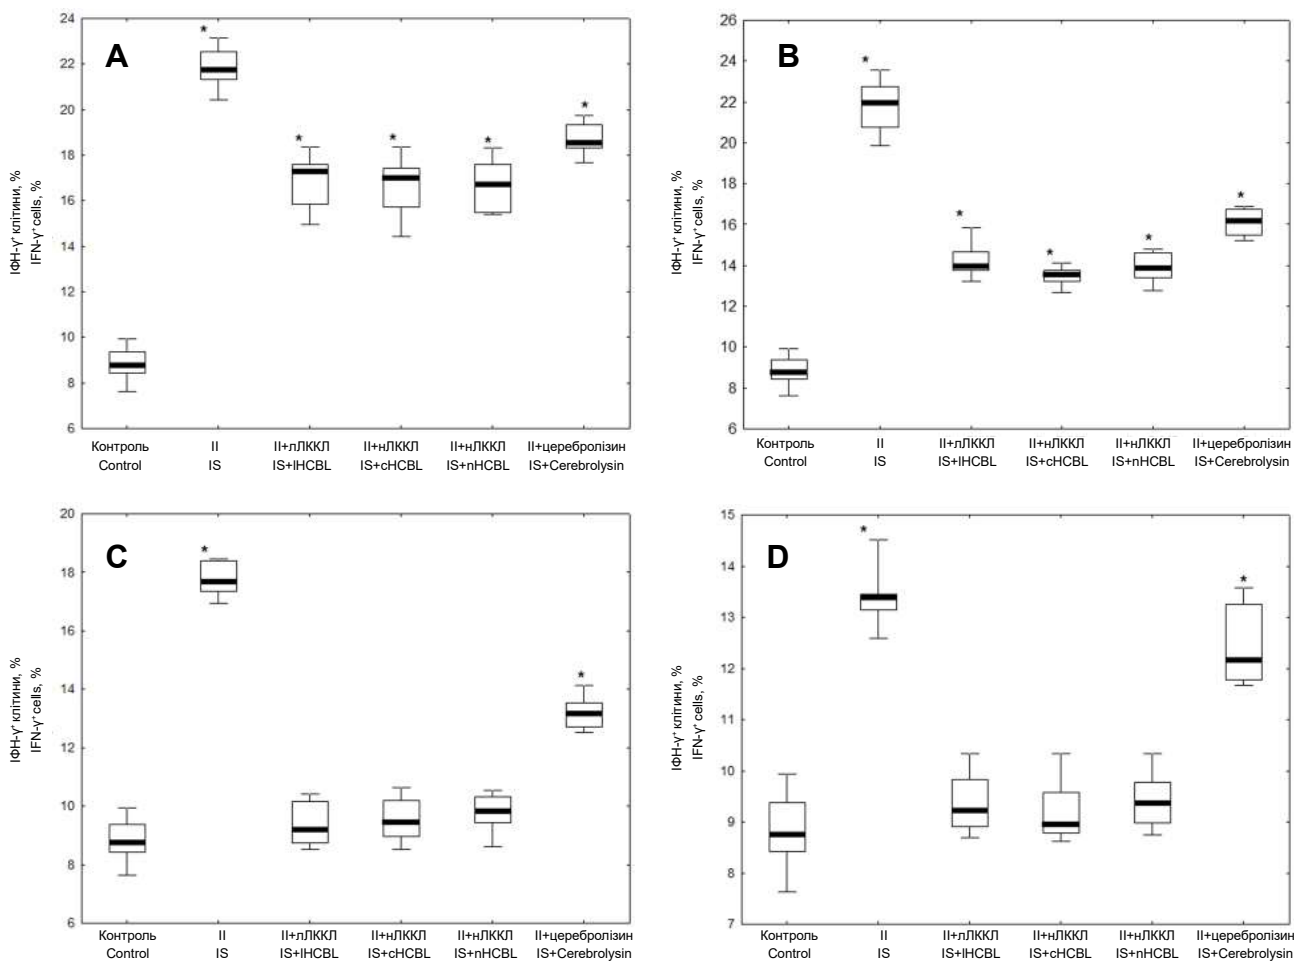 A
24
22
20
18
16
14
12
10
8
6
ІФН-γ⁺ клітини, %
IFN-γ⁺ cells, %
*
*
*
*
*
Контроль
Control
ІІ
IS
ІІ+лЛККЛ
IS+lHCBL
ІІ+нЛККЛ
IS+cHCBL
ІІ+нЛККЛ
IS+nHCBL
ІІ+церебролізин
IS+Cerebrolysin
B
26
24
22
20
18
16
14
12
10
8
6
ІФН-γ⁺ клітини, %
IFN-γ⁺ cells, %
*
*
*
*
*
Контроль
Control
ІІ
IS
ІІ+лЛККЛ
IS+lHCBL
ІІ+нЛККЛ
IS+cHCBL
ІІ+нЛККЛ
IS+nHCBL
ІІ+церебролізин
IS+Cerebrolysin
C
20
18
16
14
12
10
8
6
ІФН-γ⁺ клітини, %
IFN-γ⁺ cells, %
*
*
Контроль
Control
ІІ
IS
ІІ+лЛККЛ
IS+lHCBL
ІІ+нЛККЛ
IS+cHCBL
ІІ+нЛККЛ
IS+nHCBL
ІІ+церебролізин
IS+Cerebrolysin
D
15
14
13
12
11
10
9
8
7
ІФН-γ⁺ клітини, %
IFN-γ⁺ cells, %
*
*
Контроль
Control
ІІ
IS
ІІ+лЛККЛ
IS+lHCBL
ІІ+нЛККЛ
IS+cHCBL
ІІ+нЛККЛ
IS+nHCBL
ІІ+церебролізин
IS+Cerebrolysin